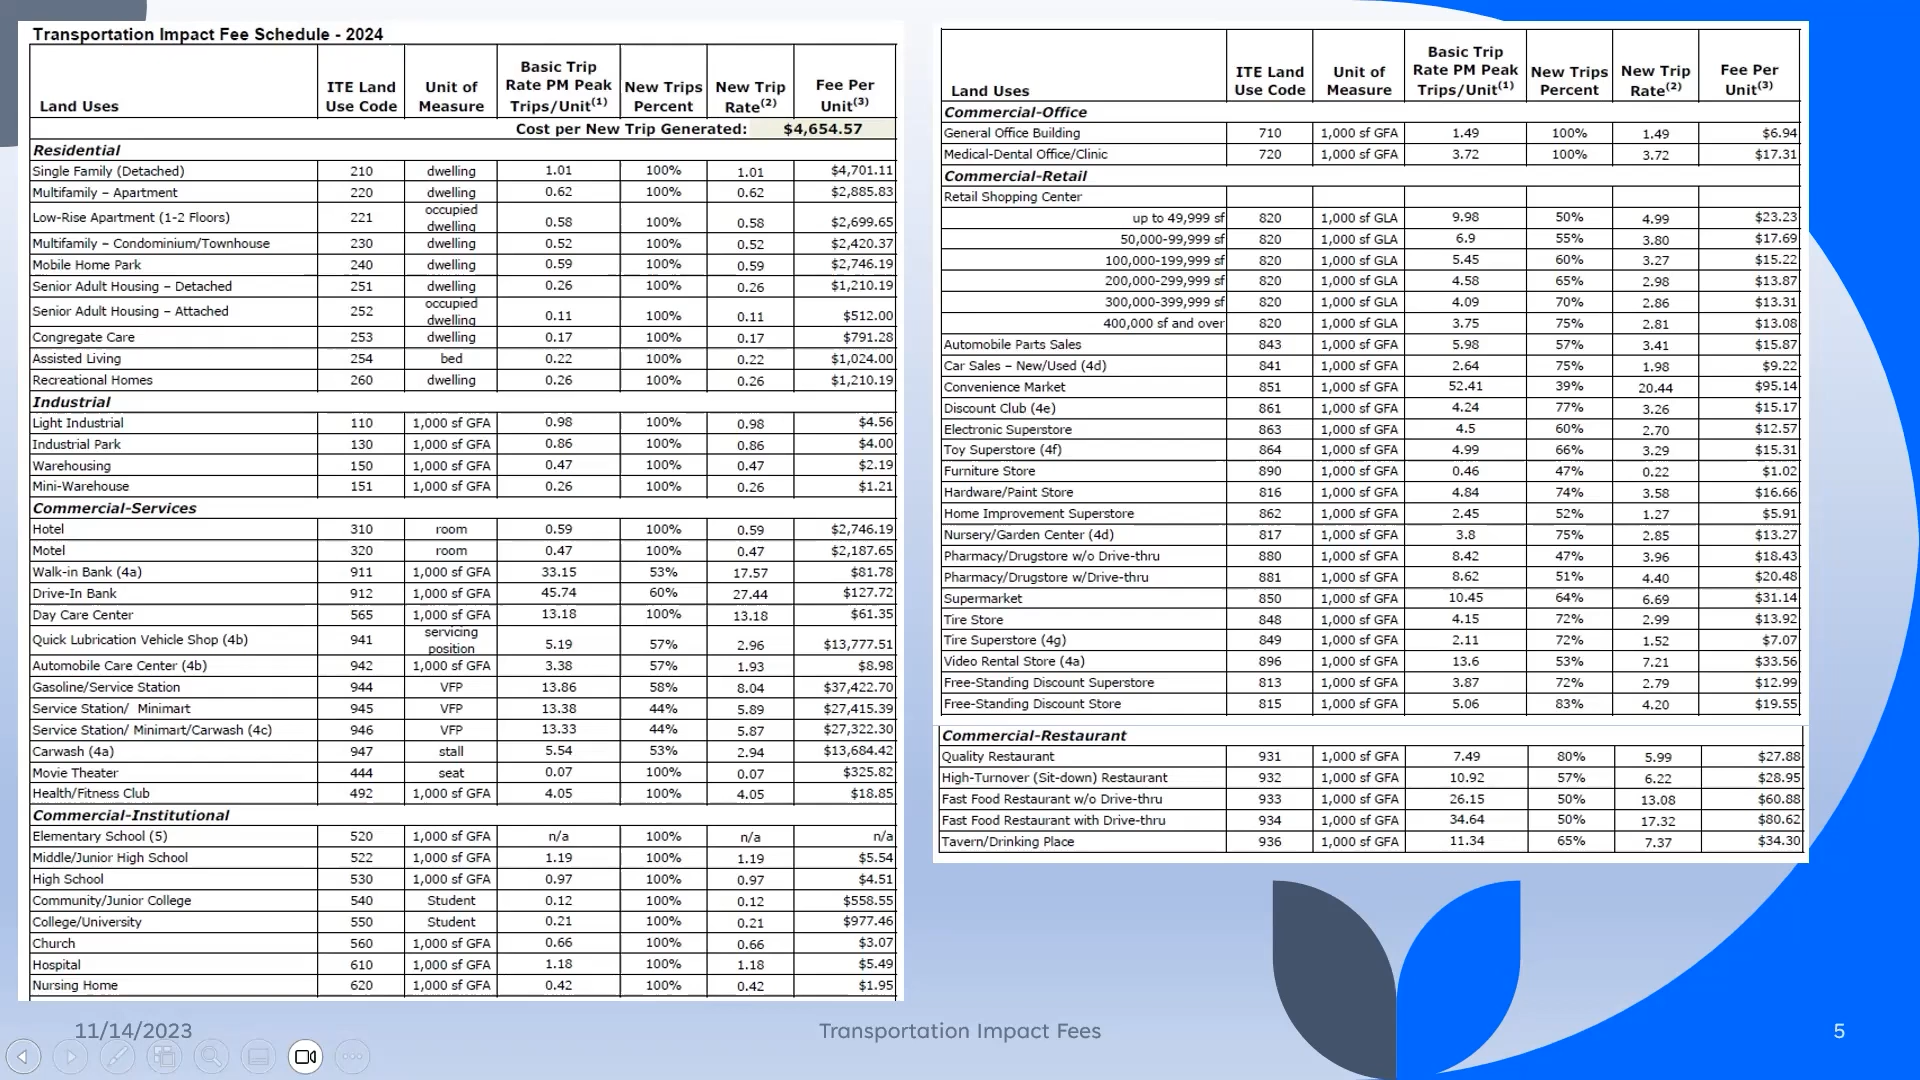 Transportation Impact Fee Schedule - 2024
Land Uses ITE Land Use Code Unit of Measure Basic Trip Rate PM Peak Trips/Unit(1) New Trips Percent New Trip Rate(2) Fee Per Unit(3)
Cost per New Trip Generated: $4,654.57
Residential
Single Family (Detached) 210 dwelling 1.01 100% 1.01 $4,701.11
Multifamily – Apartment 220 dwelling 0.62 100% 0.62 $2,885.83
Low-Rise Apartment (1-2 Floors) 221 occupied dwelling 0.58 100% 0.58 $2,699.65
Multifamily – Condominium/Townhouse 230 dwelling 0.52 100% 0.52 $2,420.37
Mobile Home Park 240 dwelling 0.59 100% 0.59 $2,746.19
Senior Adult Housing – Detached 251 dwelling 0.26 100% 0.26 $1,210.19
Senior Adult Housing – Attached 252 occupied dwelling 0.11 100% 0.11 $512.00
Congregate Care 253 dwelling 0.17 100% 0.17 $791.28
Assisted Living 254 bed 0.22 100% 0.22 $1,024.00
Recreational Homes 260 dwelling 0.26 100% 0.26 $1,210.19
Industrial
Light Industrial 110 1,000 sf GFA 0.98 100% 0.98 $4.56
Industrial Park 130 1,000 sf GFA 0.86 100% 0.86 $4.00
Warehousing 150 1,000 sf GFA 0.47 100% 0.47 $2.19
Mini-Warehouse 151 1,000 sf GFA 0.26 100% 0.26 $1.21
Commercial-Services
Hotel 310 room 0.59 100% 0.59 $2,746.19
Motel 320 room 0.47 100% 0.47 $2,187.65
Walk-in Bank (4a) 911 1,000 sf GFA 33.15 53% 17.57 $81.78
Drive-In Bank 912 1,000 sf GFA 45.74 60% 27.44 $127.72
Day Care Center 565 1,000 sf GFA 13.18 100% 13.18 $61.35
Quick Lubrication Vehicle Shop (4b) 941 servicing position 5.19 57% 2.96 $13,777.51
Automobile Care Center (4b) 942 1,000 sf GFA 3.38 57% 1.93 $8.98
Gasoline/Service Station 944 VFP 13.86 58% 8.04 $37,422.70
Service Station/ Minimart 945 VFP 13.38 44% 5.89 $27,415.39
Service Station/ Minimart/Carwash (4c) 946 VFP 13.33 44% 5.87 $27,322.30
Carwash (4a) 947 stall 5.54 53% 2.94 $13,684.42
Movie Theater 444 seat 0.07 100% 0.07 $325.82
Health/Fitness Club 492 1,000 sf GFA 4.05 100% 4.05 $18.85
Commercial-Institutional
Elementary School (5) 520 1,000 sf GFA n/a 100% n/a n/a
Middle/Junior High School 522 1,000 sf GFA 1.19 100% 1.19 $5.54
High School 530 1,000 sf GFA 0.97 100% 0.97 $4.51
Community/Junior College 540 Student 0.12 100% 0.12 $558.55
College/University 550 Student 0.21 100% 0.21 $977.46
Church 560 1,000 sf GFA 0.66 100% 0.66 $3.07
Hospital 610 1,000 sf GFA 1.18 100% 1.18 $5.49
Nursing Home 620 1,000 sf GFA 0.42 100% 0.42 $1.95
Land Uses ITE Land Use Code Unit of Measure Basic Trip Rate PM Peak Trips/Unit(1) New Trips Percent New Trip Rate(2) Fee Per Unit(3)
Commercial-Office
General Office Building 710 1,000 sf GFA 1.49 100% 1.49 $6.94
Medical-Dental Office/Clinic 720 1,000 sf GFA 3.72 100% 3.72 $17.31
Commercial-Retail
Retail Shopping Center
up to 49,999 sf 820 1,000 sf GLA 9.98 50% 4.99 $23.23
50,000-99,999 sf 820 1,000 sf GLA 6.9 55% 3.80 $17.69
100,000-199,999 sf 820 1,000 sf GLA 5.45 60% 3.27 $15.22
200,000-299,999 sf 820 1,000 sf GLA 4.58 65% 2.98 $13.87
300,000-399,999 sf 820 1,000 sf GLA 4.09 70% 2.86 $13.31
400,000 sf and over 820 1,000 sf GLA 3.75 75% 2.81 $13.08
Automobile Parts Sales 843 1,000 sf GFA 5.98 57% 3.41 $15.87
Car Sales – New/Used (4d) 841 1,000 sf GFA 2.64 75% 1.98 $9.22
Convenience Market 851 1,000 sf GFA 52.41 39% 20.44 $95.14
Discount Club (4e) 861 1,000 sf GFA 4.24 77% 3.26 $15.17
Electronic Superstore 863 1,000 sf GFA 4.5 60% 2.70 $12.57
Toy Superstore (4f) 864 1,000 sf GFA 4.99 66% 3.29 $15.31
Furniture Store 890 1,000 sf GFA 0.46 47% 0.22 $1.02
Hardware/Paint Store 816 1,000 sf GFA 4.84 74% 3.58 $16.66
Home Improvement Superstore 862 1,000 sf GFA 2.45 52% 1.27 $5.91
Nursery/Garden Center (4d) 817 1,000 sf GFA 3.8 75% 2.85 $13.27
Pharmacy/Drugstore w/o Drive-thru 880 1,000 sf GFA 8.42 47% 3.96 $18.43
Pharmacy/Drugstore w/Drive-thru 881 1,000 sf GFA 8.62 51% 4.40 $20.48
Supermarket 850 1,000 sf GFA 10.45 64% 6.69 $31.14
Tire Store 848 1,000 sf GFA 4.15 72% 2.99 $13.92
Tire Superstore (4g) 849 1,000 sf GFA 2.11 72% 1.52 $7.07
Video Rental Store (4a) 896 1,000 sf GFA 13.6 53% 7.21 $33.56
Free-Standing Discount Superstore 813 1,000 sf GFA 3.87 72% 2.79 $12.99
Free-Standing Discount Store 815 1,000 sf GFA 5.06 83% 4.20 $19.55
Commercial-Restaurant
Quality Restaurant 931 1,000 sf GFA 7.49 80% 5.99 $27.88
High-Turnover (Sit-down) Restaurant 932 1,000 sf GFA 10.92 57% 6.22 $28.95
Fast Food Restaurant w/o Drive-thru 933 1,000 sf GFA 26.15 50% 13.08 $60.88
Fast Food Restaurant with Drive-thru 934 1,000 sf GFA 34.64 50% 17.32 $80.62
Tavern/Drinking Place 936 1,000 sf GFA 11.34 65% 7.37 $34.30
11/14/2023 Transportation Impact Fees 5